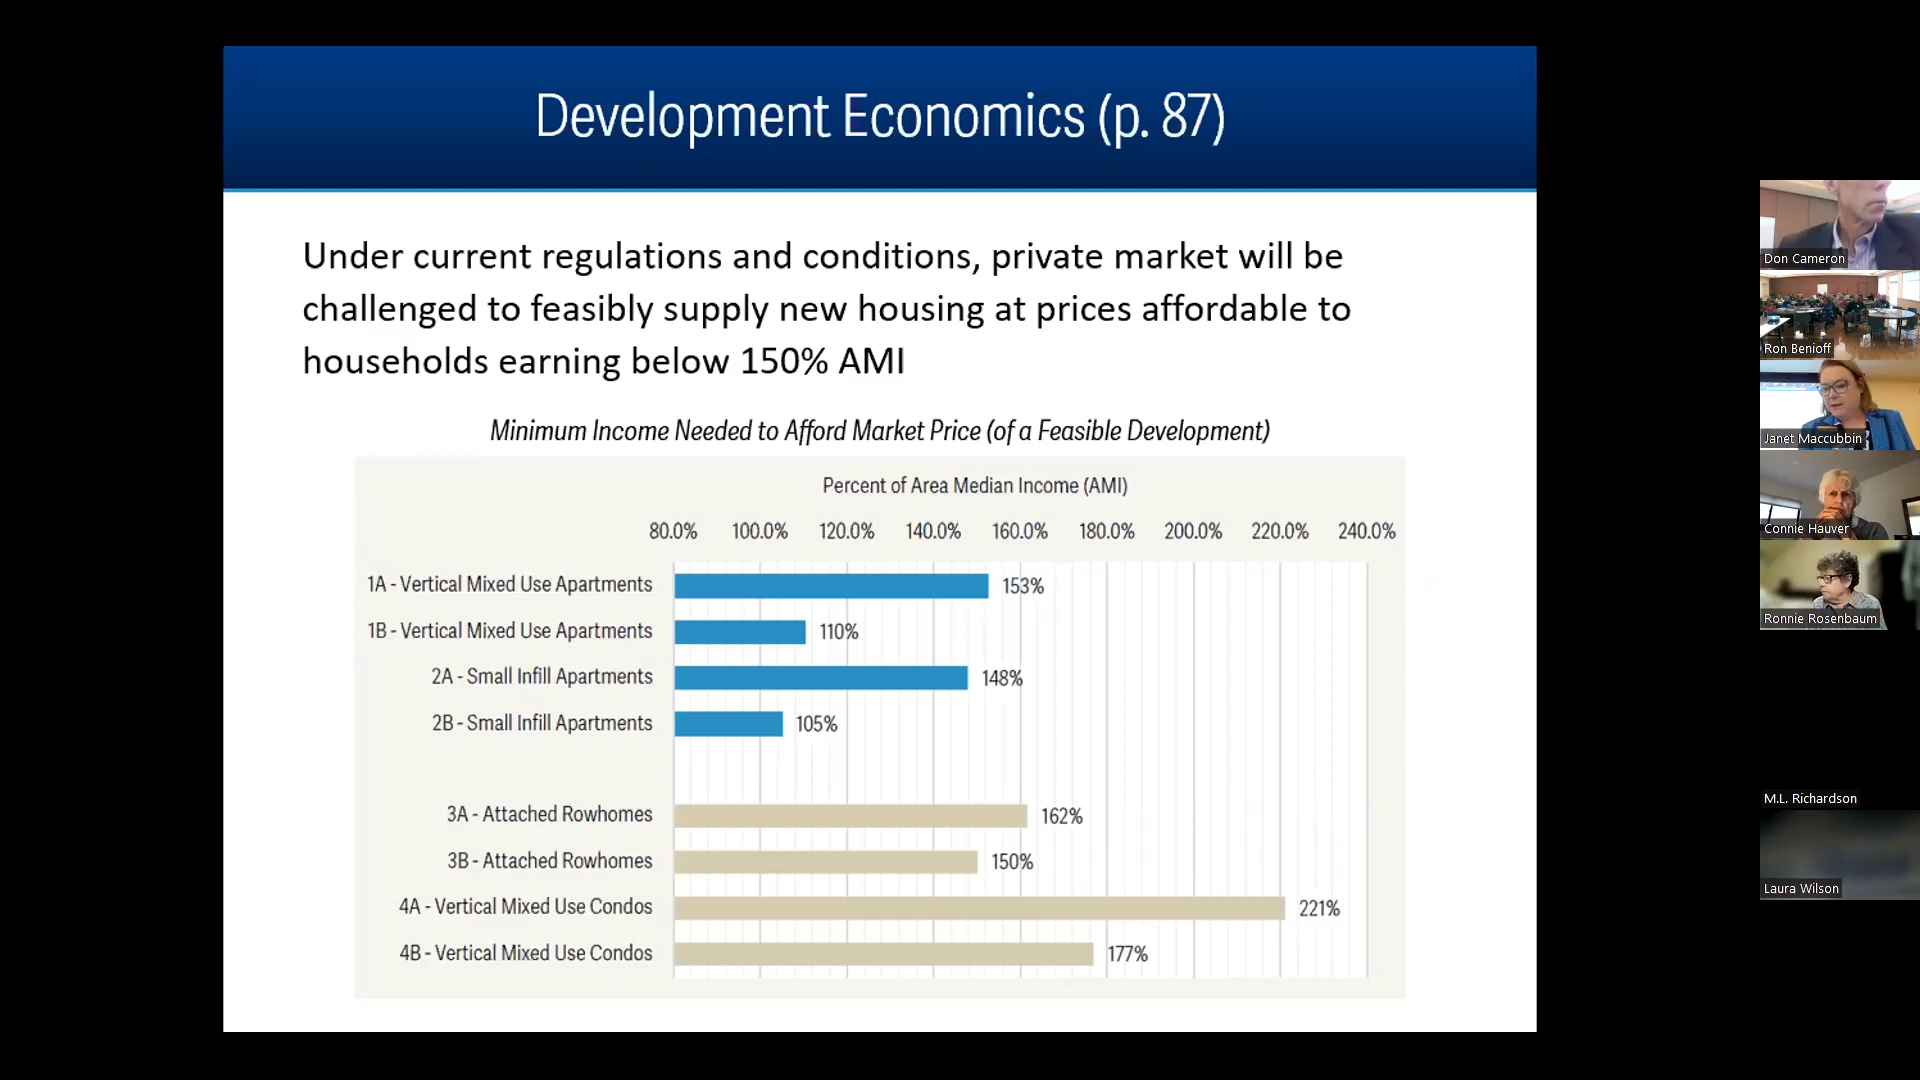 Development Economics (p. 87)
Under current regulations and conditions, private market will be
challenged to feasibly supply new housing at prices affordable to
households earning below 150% AMI
Minimum Income Needed to Afford Market Price (of a Feasible Development)
Percent of Area Median Income (AMI)
80.0% 100.0% 120.0% 140.0% 160.0% 180.0% 200.0% 220.0% 240.0%
1A - Vertical Mixed Use Apartments 153%
1B - Vertical Mixed Use Apartments 110%
2A - Small Infill Apartments 148%
2B - Small Infill Apartments 105%
3A - Attached Rowhomes 162%
3B - Attached Rowhomes 150%
4A - Vertical Mixed Use Condos 221%
4B - Vertical Mixed Use Condos 177%
Don Cameron
Ron Benioff
Janet Maccubbin
Connie Hauver
Ronnie Rosenbaum
M.L. Richardson
Laura Wilson